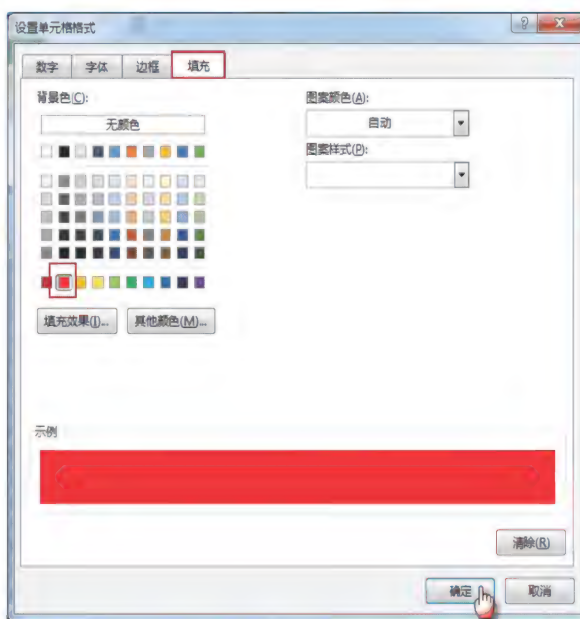 设置单元格格式
数字 字体 边框 填充
背景色(C):
无颜色
图案颜色(A):
自动
图案样式(P):
填充效果(I)... 其他颜色(M)...
示例
清除(R)
确定 取消